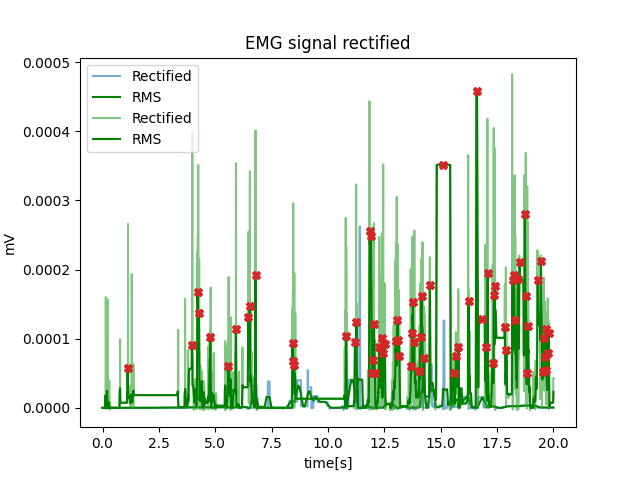 EMG signal rectified
0.0005
0.0004
0.0003
0.0002
0.0001
0.0000
mV
Rectified
RMS
Rectified
RMS
0.0 2.5 5.0 7.5 10.0 12.5 15.0 17.5 20.0
time[s]